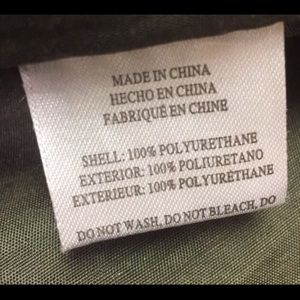 MADE IN CHINA
HECHO EN CHINA
FABRIQUÉ EN CHINE
SHELL: 100% POLYURETHANE
EXTERIOR: 100% POLIURETANO
EXTERIEUR: 100% POLYURÉTHANE
DO NOT WASH, DO NOT BLEACH, DO